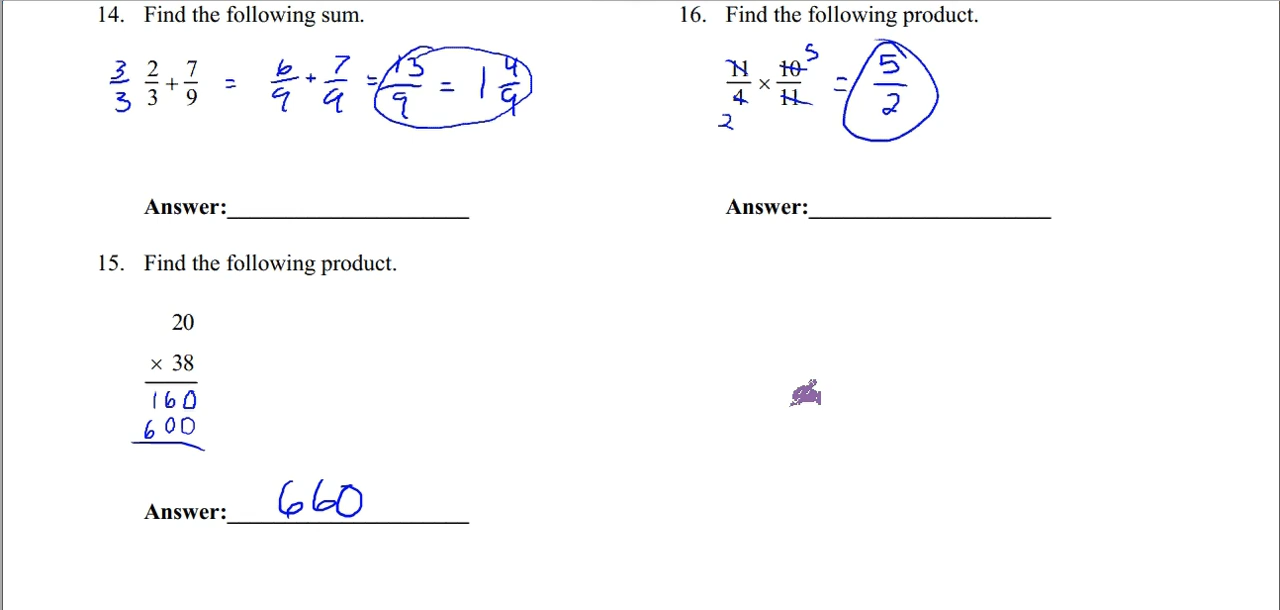 14. Find the following sum.
3/3 2/3 + 7/9 = 6/9 + 7/9 = 13/9 = 1 4/9
Answer:____________________
15. Find the following product.
20
× 38
160
600
Answer: 660
16. Find the following product.
5
11/4 × 10/11 = 5/2
2
Answer:____________________